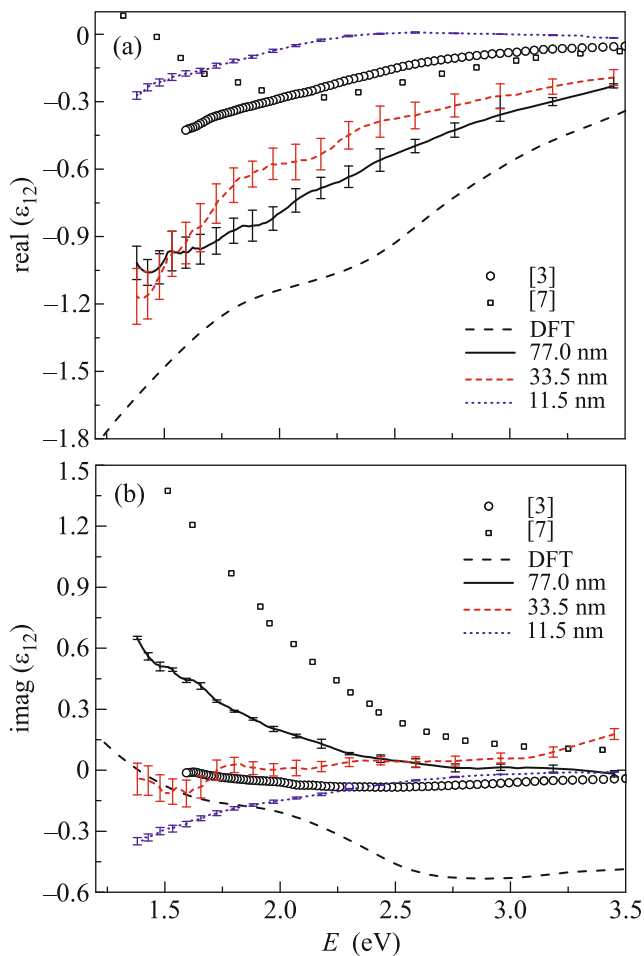 0
(a)
−0.3
−0.6
real (ε12)
−0.9
[3]
[7]
−1.2
DFT
77.0 nm
−1.5
33.5 nm
11.5 nm
−1.8
1.5
(b)
[3]
[7]
1.2
DFT
77.0 nm
0.9
33.5 nm
11.5 nm
0.6
imag (ε12)
0.3
0
−0.3
−0.6
1.5 2.0 2.5 3.0 3.5
E (eV)